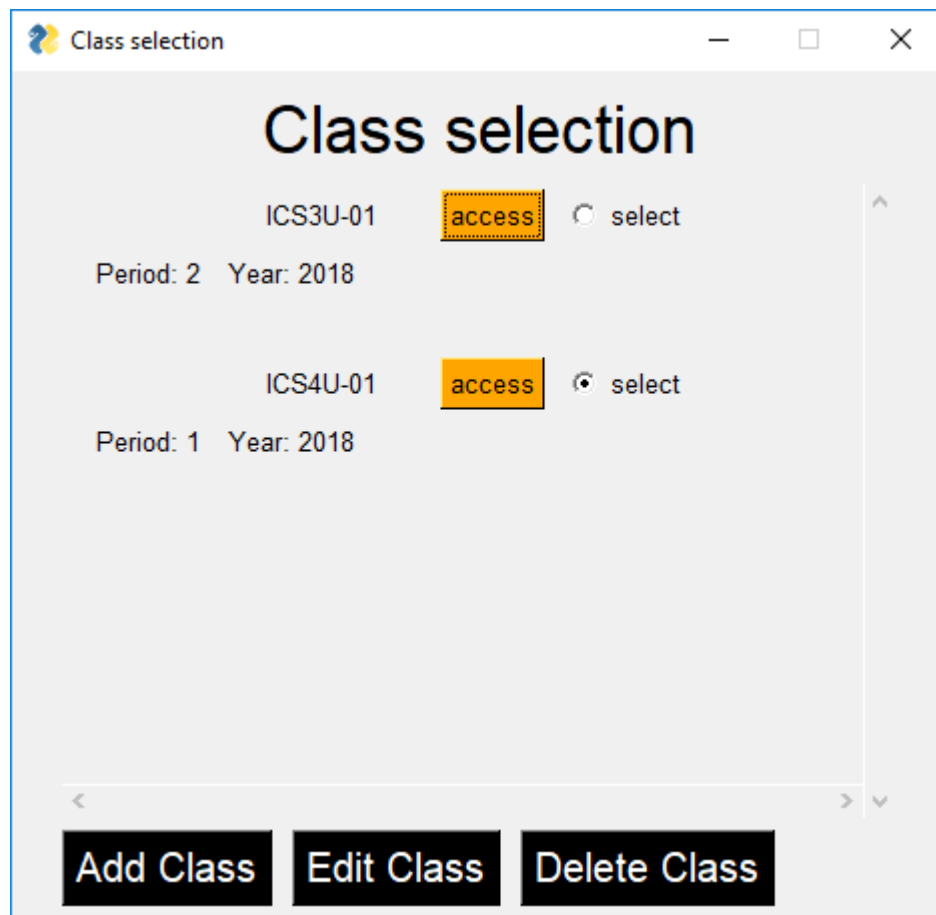 Class selection
Class selection
ICS3U-01 access select
Period: 2 Year: 2018
ICS4U-01 access select
Period: 1 Year: 2018
Add Class Edit Class Delete Class